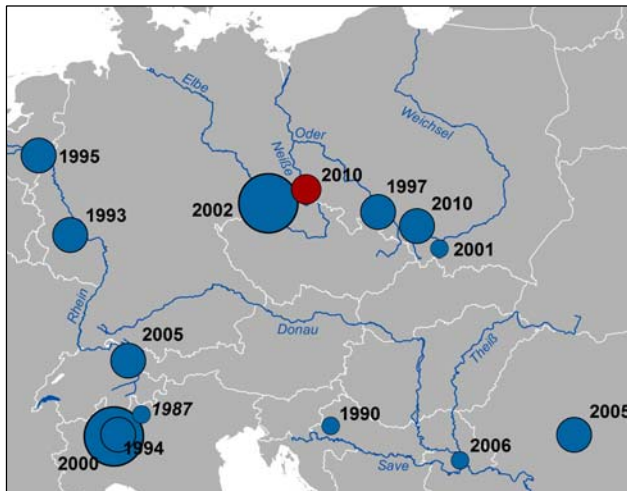 Elbe
Weichsel
Oder
Neiße
1995
2010
1997
2002
2010
1993
2001
Rhein
Donau
Theiß
2005
1987
1990
2005
1994
2000
2006
Save